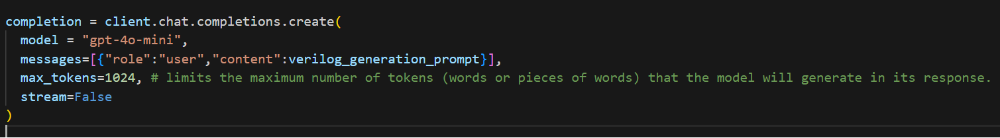 completion = client.chat.completions.create(
model = "gpt-4o-mini",
messages=[{"role":"user","content":verilog_generation_prompt}],
max_tokens=1024, # limits the maximum number of tokens (words or pieces of words) that the model will generate in its response.
stream=False
)